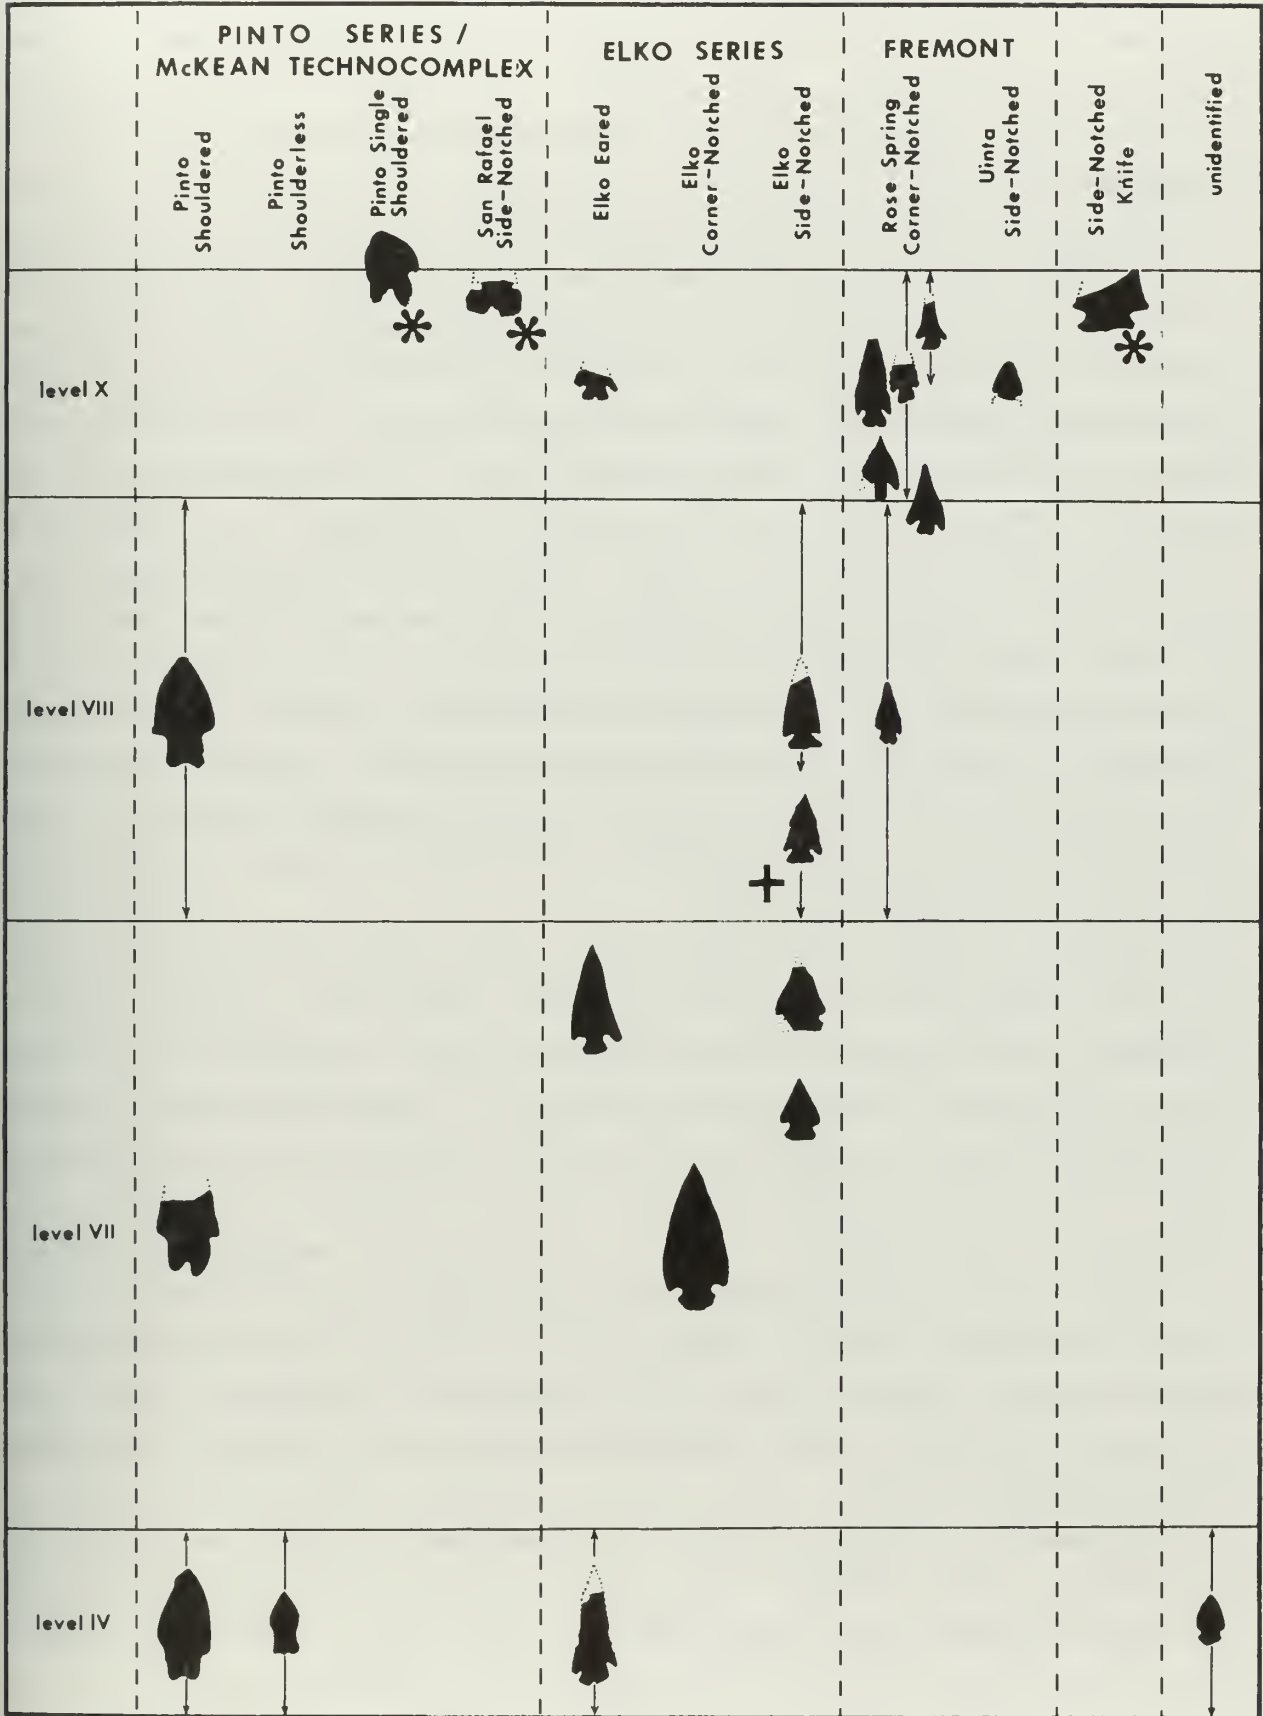 PINTO SERIES /
McKEAN TECHNOCOMPLEX
ELKO SERIES
FREMONT
Pinto
Shouldered
Pinto
Shoulderless
Pinto Single
Shouldered
San Rafael
Side-Notched
Elko Eared
Elko
Corner-Notched
Elko
Side-Notched
Rose Spring
Corner-Notched
Uinta
Side-Notched
Side-Notched
Knife
unidentified
level X
level VIII
level VII
level IV